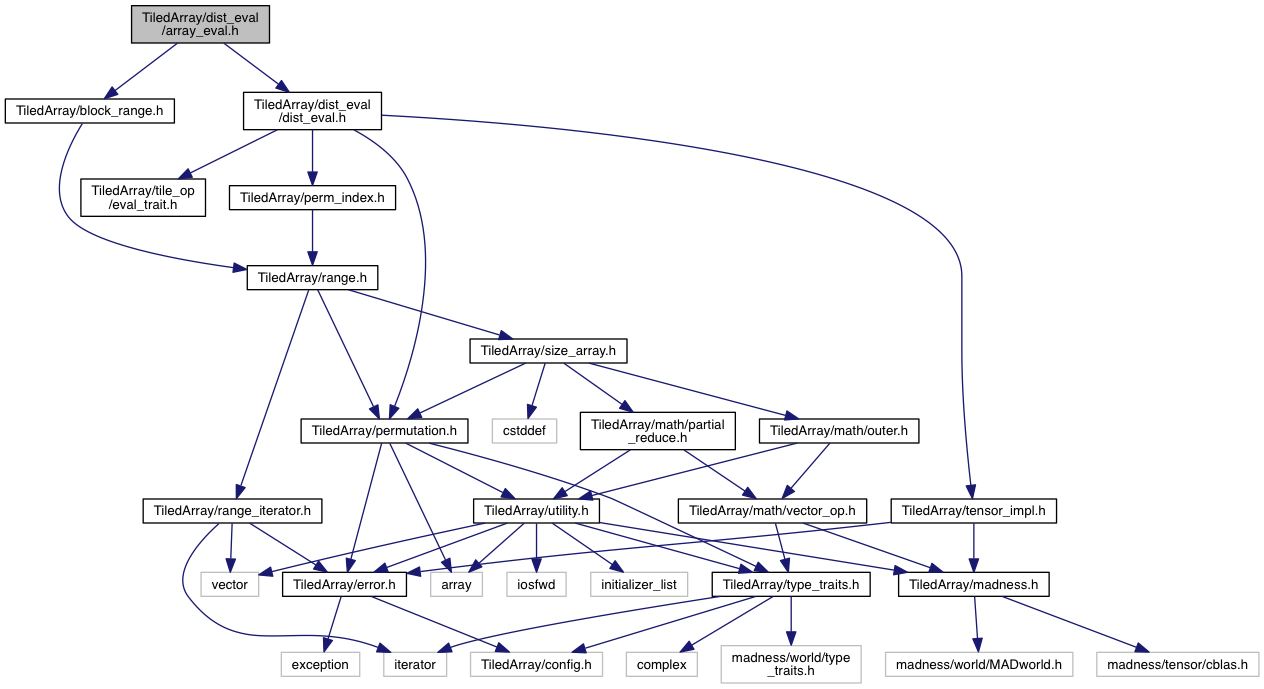 TiledArray/dist_eval
/array_eval.h
TiledArray/block_range.h
TiledArray/dist_eval
/dist_eval.h
TiledArray/tile_op
/eval_trait.h
TiledArray/perm_index.h
TiledArray/range.h
TiledArray/size_array.h
TiledArray/permutation.h
cstddef
TiledArray/math/partial
_reduce.h
TiledArray/math/outer.h
TiledArray/range_iterator.h
TiledArray/utility.h
TiledArray/math/vector_op.h
TiledArray/tensor_impl.h
vector
TiledArray/error.h
array
iosfwd
initializer_list
TiledArray/type_traits.h
TiledArray/madness.h
exception
iterator
TiledArray/config.h
complex
madness/world/type
_traits.h
madness/world/MADworld.h
madness/tensor/cblas.h